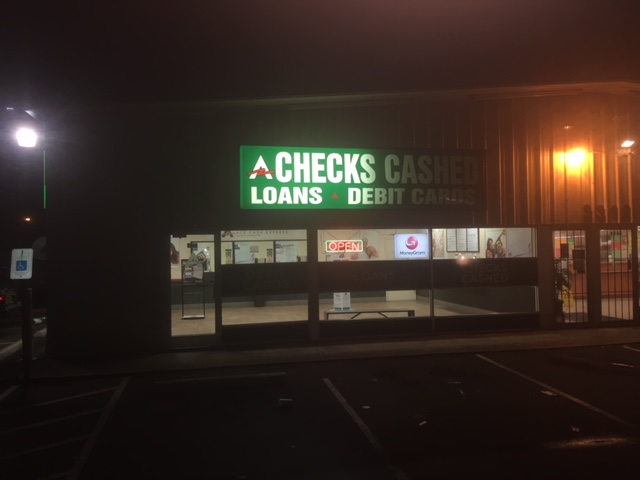 CHECKS CASHED
LOANS • DEBIT CARDS
OPEN
MoneyGram